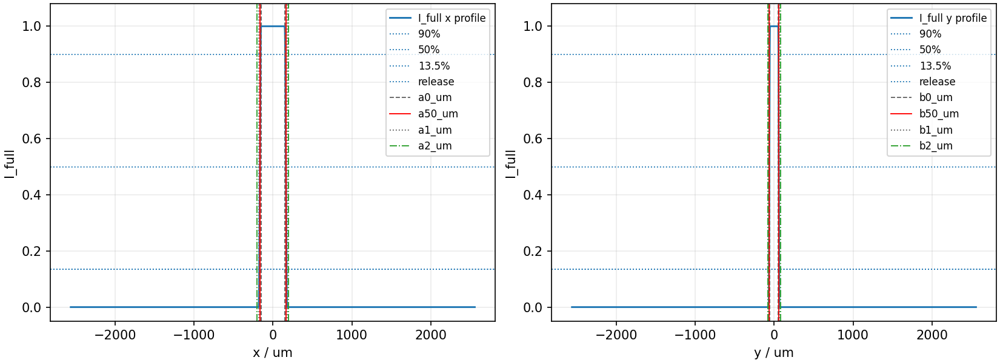 1.0
0.8
0.6
0.4
0.2
0.0
I_full
−2000
−1000
0
1000
2000
x / um
I_full x profile
90%
50%
13.5%
release
a0_um
a50_um
a1_um
a2_um
1.0
0.8
0.6
0.4
0.2
0.0
I_full
−2000
−1000
0
1000
2000
y / um
I_full y profile
90%
50%
13.5%
release
b0_um
b50_um
b1_um
b2_um